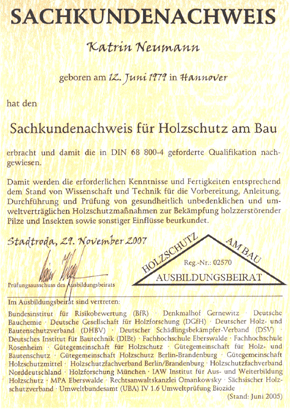 SACHKUNDENACHWEIS
Katrin Neumann
geboren am 12. Juni 1979 in Hannover
hat den
Sachkundenachweis für Holzschutz am Bau
erbracht und damit die in DIN 68 800-4 geforderte Qualifikation nach-
gewiesen.
Damit werden die erforderlichen Kenntnisse und Fertigkeiten entsprechend
dem Stand von Wissenschaft und Technik für die Vorbereitung, Anleitung,
Durchführung und Prüfung von gesundheitlich unbedenklichen und um-
weltverträglichen Holzschutzmaßnahmen zur Bekämpfung holzzerstörender
Pilze und Insekten sowie sonstiger Einflüsse beurkundet.
Stadtroda, 29. November 2007
HOLZSCHUTZ AM BAU
Reg.-Nr.: 02570
AUSBILDUNGSBEIRAT
Prüfungsausschuss des Ausbildungsbeirats
Im Ausbildungsbeirat sind vertreten:
Bundesinstitut für Risikobewertung (BfR) · Denkmalhof Gernewitz · Deutsche
Bauchemie · Deutsche Gesellschaft für Holzforschung (DGfH) · Deutscher Holz- und
Bautenschutzverband (DHBV) · Deutscher Schädlingsbekämpfer-Verband (DSV) ·
Deutsches Institut für Bautechnik (DIBt) · Fachhochschule Eberswalde · Fachhochschule
Rosenheim · Gütegemeinschaft für Holzschutz · Gütegemeinschaft für Holz- und
Bautenschutz · Gütegemeinschaft Holzschutz Berlin-Brandenburg · Gütegemeinschaft
Holzschutzmittel · Holzschutzfachverband Berlin/Brandenburg · Holzschutzfachverband
Norddeutschland · Holzforschung München · IAW Institut für Aus- und Weiterbildung
Holzschutz · MPA Eberswalde · Rechtsanwaltskanzlei Omankowsky · Sächsischer Holz-
schutzverband · Umweltbundesamt (UBA) IV 1.6 Umweltprüfung Biozide
(Stand: Juni 2005)